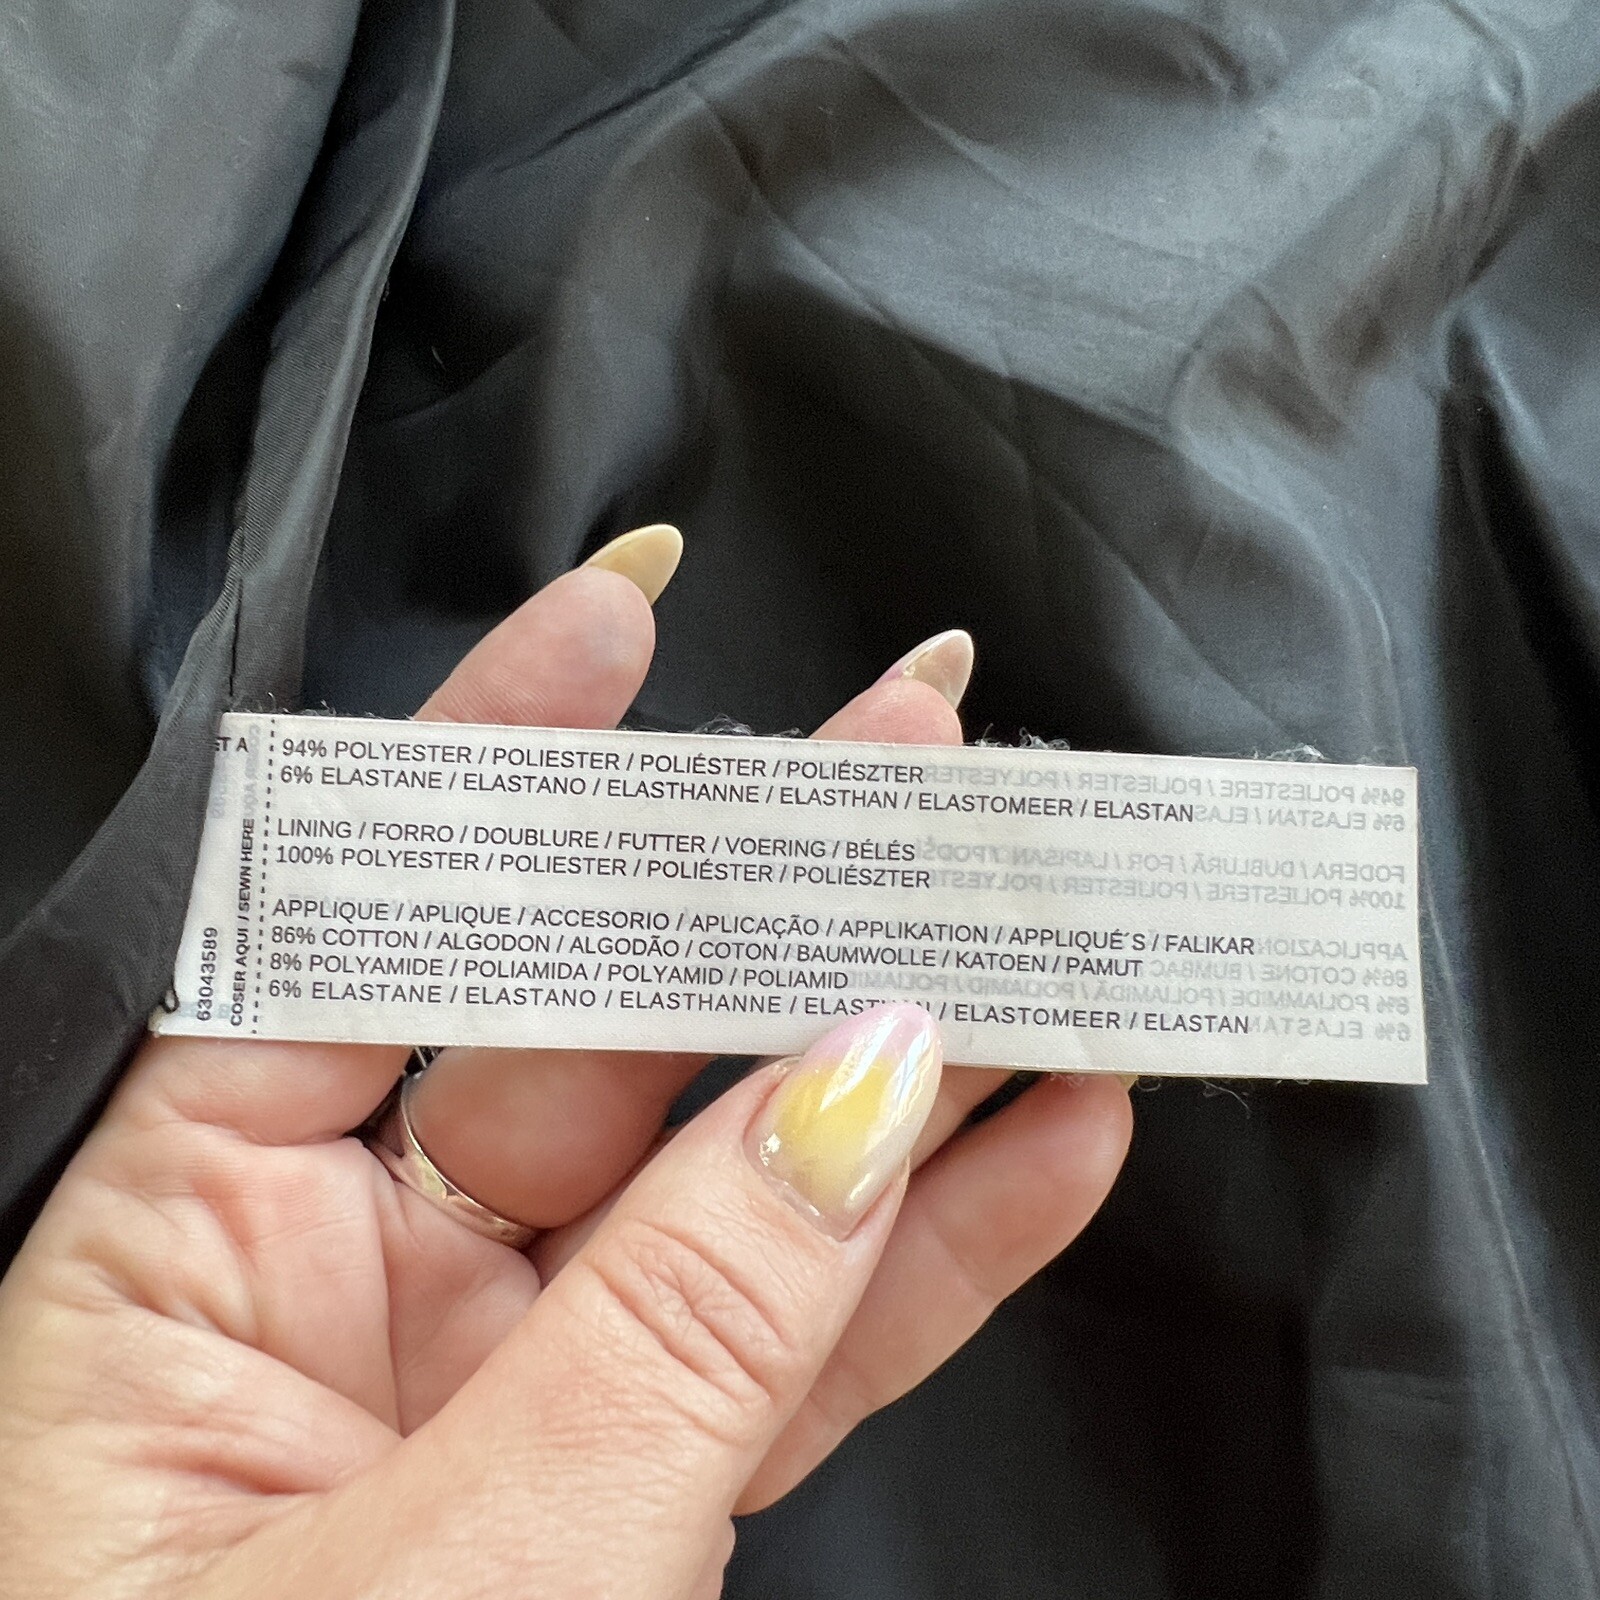 94% POLYESTER / POLIESTER / POLIÉSTER / POLIÉSZTER
6% ELASTANE / ELASTANO / ELASTHANNE / ELASTHAN / ELASTOMEER / ELASTAN
LINING / FORRO / DOUBLURE / FUTTER / VOERING / BÉLÉS
100% POLYESTER / POLIESTER / POLIÉSTER / POLIÉSZTER
APPLIQUE / APLIQUE / ACCESORIO / APLICAÇÃO / APPLIKATION / APPLIQUÉ´S / FALIKAR
86% COTTON / ALGODON / ALGODÃO / COTON / BAUMWOLLE / KATOEN / PAMUT
8% POLYAMIDE / POLIAMIDA / POLYAMID / POLIAMID
6% ELASTANE / ELASTANO / ELASTHANNE / / ELASTOMEER / ELASTAN
63043589
COSER AQUI / SEWN HERE